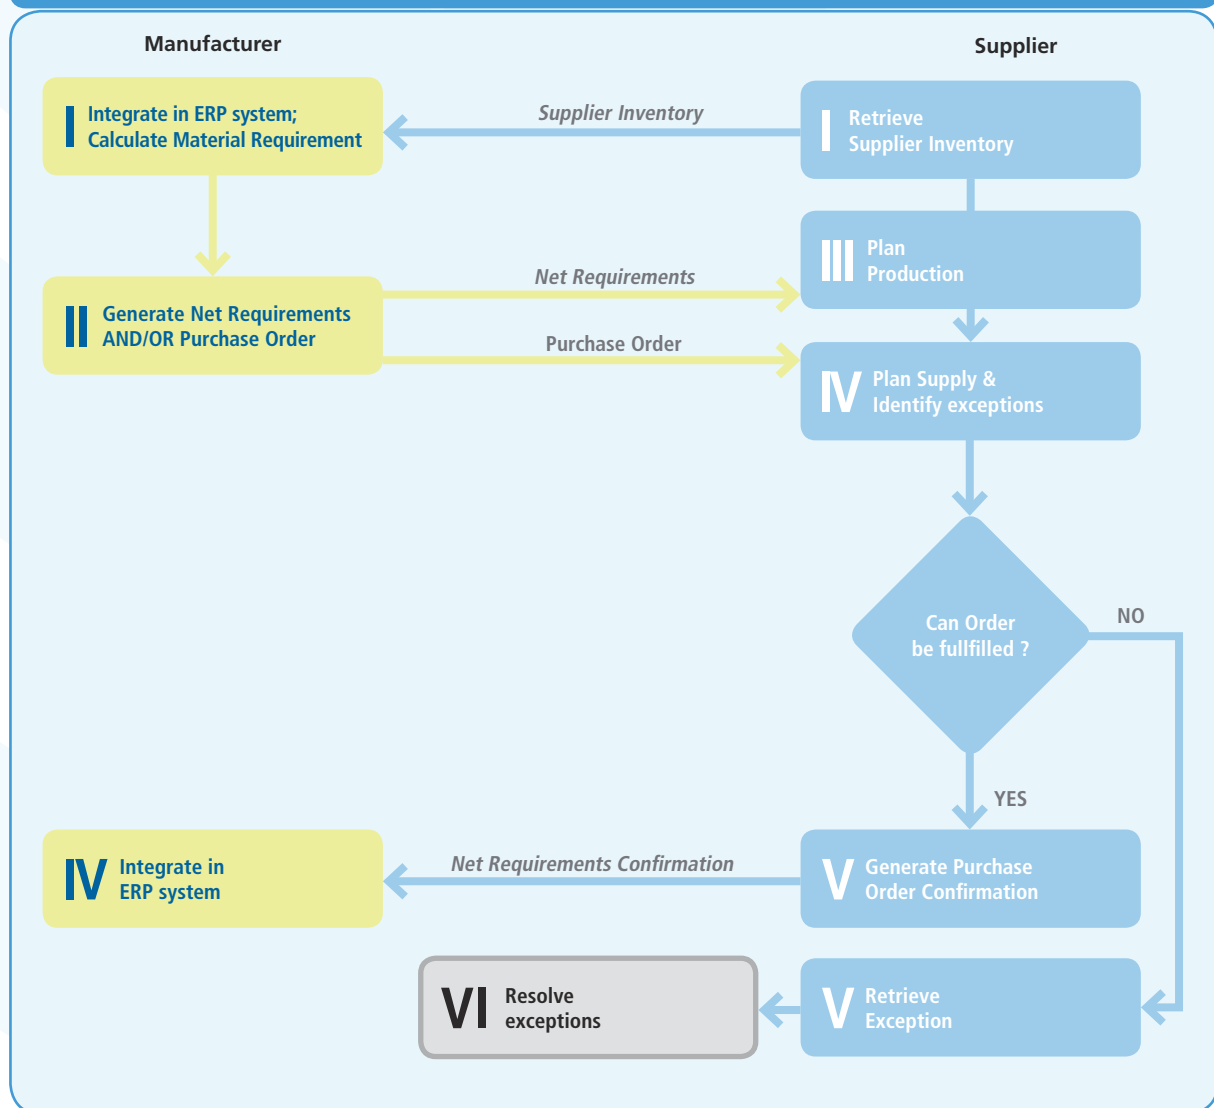 Manufacturer
Supplier
I
Integrate in ERP system;
Calculate Material Requirement
Supplier Inventory
I
Retrieve
Supplier Inventory
III
Plan
Production
II
Generate Net Requirements
AND/OR Purchase Order
Net Requirements
Purchase Order
IV
Plan Supply &
Identify exceptions
Can Order
be fullfilled ?
NO
YES
IV
Integrate in
ERP system
Net Requirements Confirmation
V
Generate Purchase
Order Confirmation
VI
Resolve
exceptions
V
Retrieve
Exception